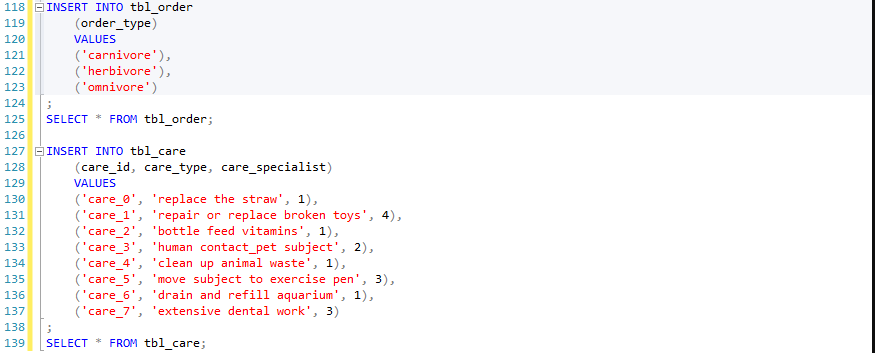 118 INSERT INTO tbl_order
119 (order_type)
120 VALUES
121 ('carnivore'),
122 ('herbivore'),
123 ('omnivore')
124 ;
125 SELECT * FROM tbl_order;
126
127 INSERT INTO tbl_care
128 (care_id, care_type, care_specialist)
129 VALUES
130 ('care_0', 'replace the straw', 1),
131 ('care_1', 'repair or replace broken toys', 4),
132 ('care_2', 'bottle feed vitamins', 1),
133 ('care_3', 'human contact_pet subject', 2),
134 ('care_4', 'clean up animal waste', 1),
135 ('care_5', 'move subject to exercise pen', 3),
136 ('care_6', 'drain and refill aquarium', 1),
137 ('care_7', 'extensive dental work', 3)
138 ;
139 SELECT * FROM tbl_care;